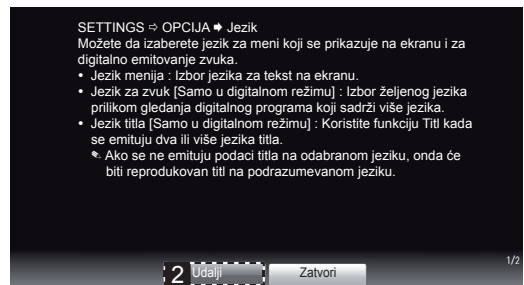 SETTINGS ⇨ OPCIJA ➡ Jezik
Možete da izaberete jezik za meni koji se prikazuje na ekranu i za
digitalno emitovanje zvuka.
• Jezik menija : Izbor jezika za tekst na ekranu.
• Jezik za zvuk [Samo u digitalnom režimu] : Izbor željenog jezika
prilikom gledanja digitalnog programa koji sadrži više jezika.
• Jezik titla [Samo u digitalnom režimu] : Koristite funkciju Titl kada
se emituju dva ili više jezika titla.
✎ Ako se ne emituju podaci titla na odabranom jeziku, onda će
biti reprodukovan titl na podrazumevanom jeziku.
1/2
2 Udalji
Zatvori